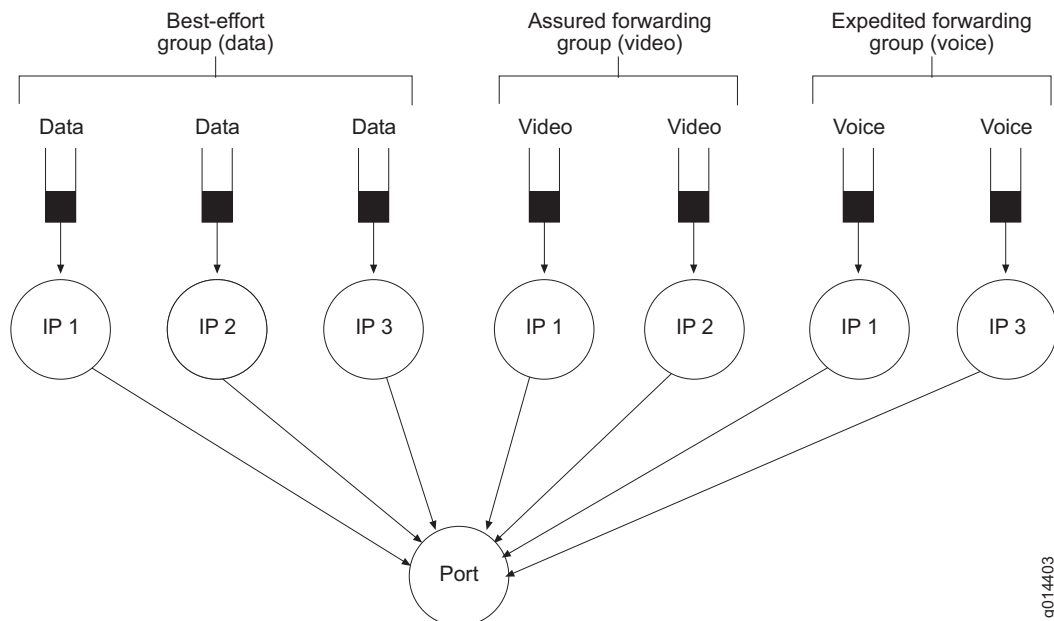 Best-effort
group (data)
Assured forwarding
group (video)
Expedited forwarding
group (voice)
Data
Data
Data
Video
Video
Voice
Voice
IP 1
IP 2
IP 3
IP 1
IP 2
IP 1
IP 3
Port
g014403